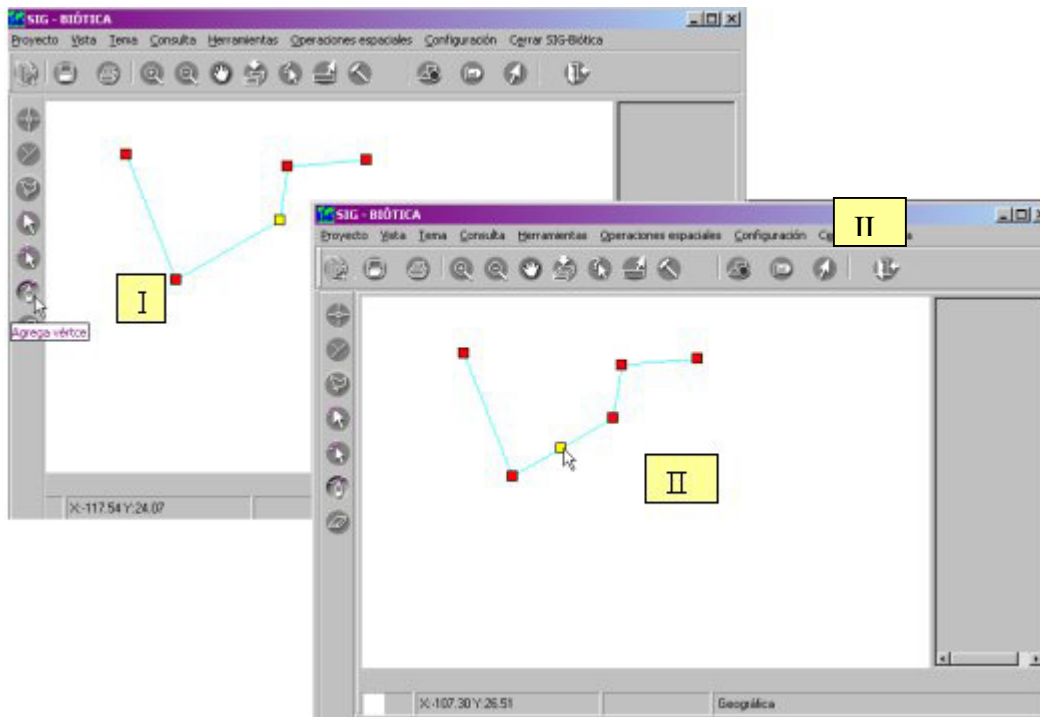 SIG - BIÓTICA
Proyecto Vista Tema Consulta Herramientas Operaciones espaciales Configuración Cerrar SIG-Biótica
I
Agrega vértce
X:-117.54 Y:24.07
SIG - BIÓTICA
II
Proyecto Vista Tema Consulta Herramientas Operaciones espaciales Configuración
II
X:-107.30 Y:26.51
Geográfica